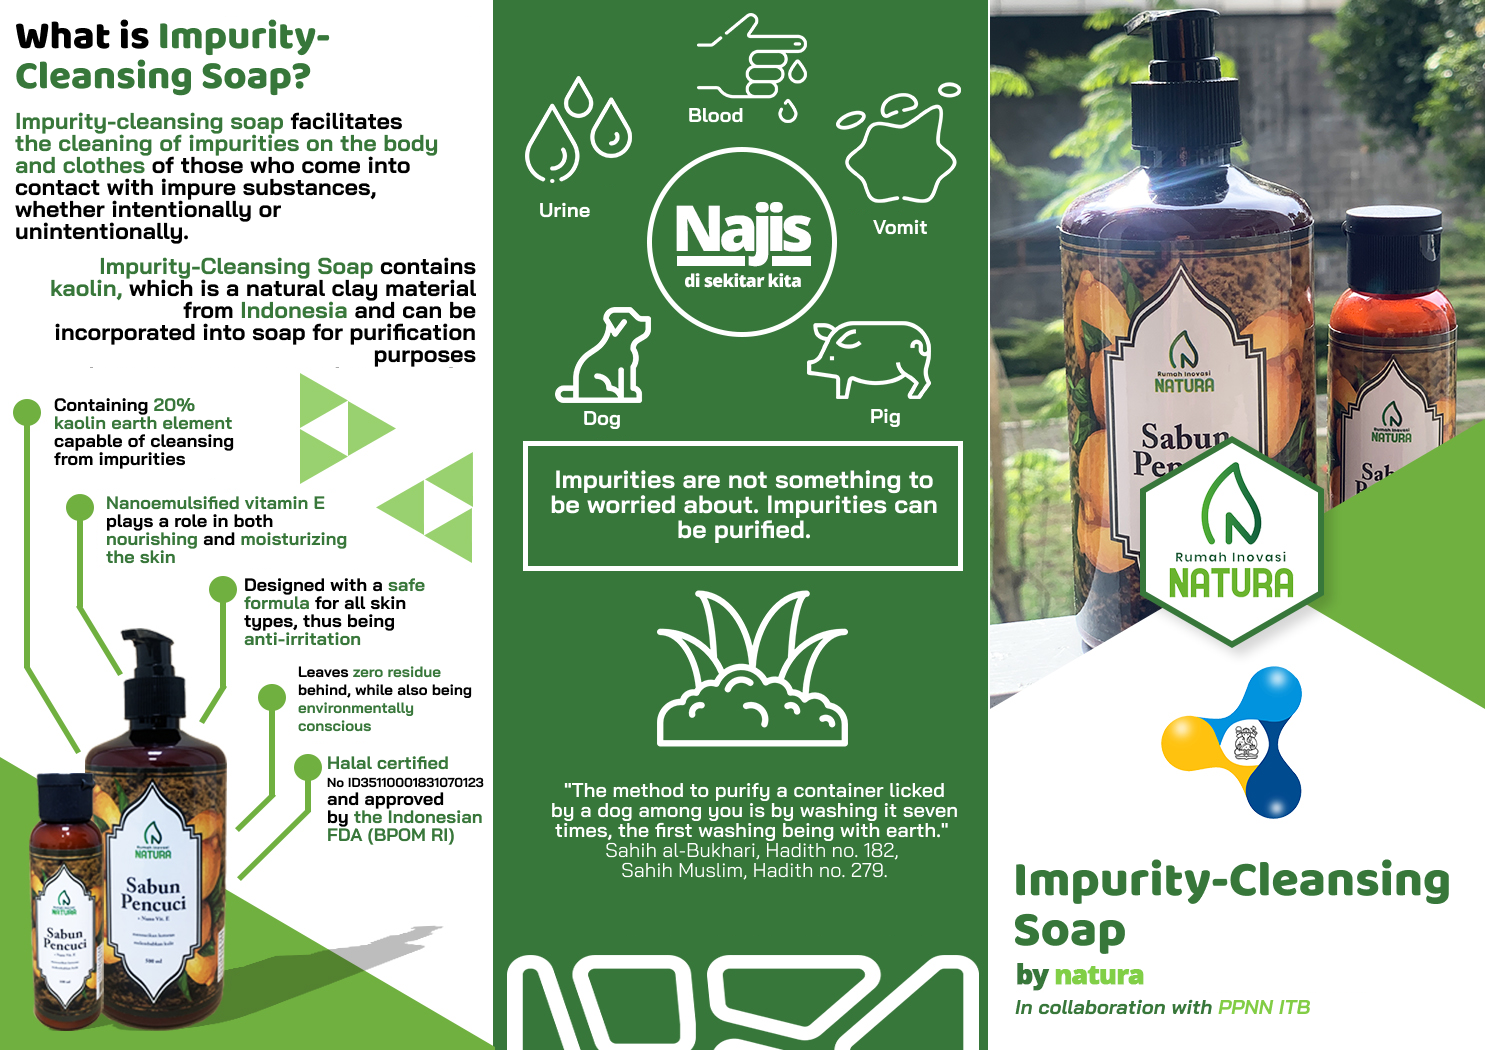 What is Impurity-
Cleansing Soap?
Impurity-cleansing soap facilitates
the cleaning of impurities on the body
and clothes of those who come into
contact with impure substances,
whether intentionally or
unintentionally.
Impurity-Cleansing Soap contains
kaolin, which is a natural clay material
from Indonesia and can be
incorporated into soap for purification
purposes
Containing 20%
kaolin earth element
capable of cleansing
from impurities
Nanoemulsified vitamin E
plays a role in both
nourishing and moisturizing
the skin
Designed with a safe
formula for all skin
types, thus being
anti-irritation
Leaves zero residue
behind, while also being
environmentally
conscious
Halal certified
No ID35110001831070123
and approved
by the Indonesian
FDA (BPOM RI)
Rumah Inovasi
NATURA
Sabun
Pencuci
- Nano Vit. E
500 ml
NATURA
Sabun
Pencuci
Blood
Urine
Vomit
Najis
di sekitar kita
Dog
Pig
Impurities are not something to
be worried about. Impurities can
be purified.
"The method to purify a container licked
by a dog among you is by washing it seven
times, the first washing being with earth."
Sahih al-Bukhari, Hadith no. 182,
Sahih Muslim, Hadith no. 279.
Rumah Inovasi
NATURA
Sabun
Pen
Rumah Inovasi
NATURA
Sab
Rumah Inovasi
NATURA
Impurity-Cleansing
Soap
by natura
In collaboration with PPNN ITB